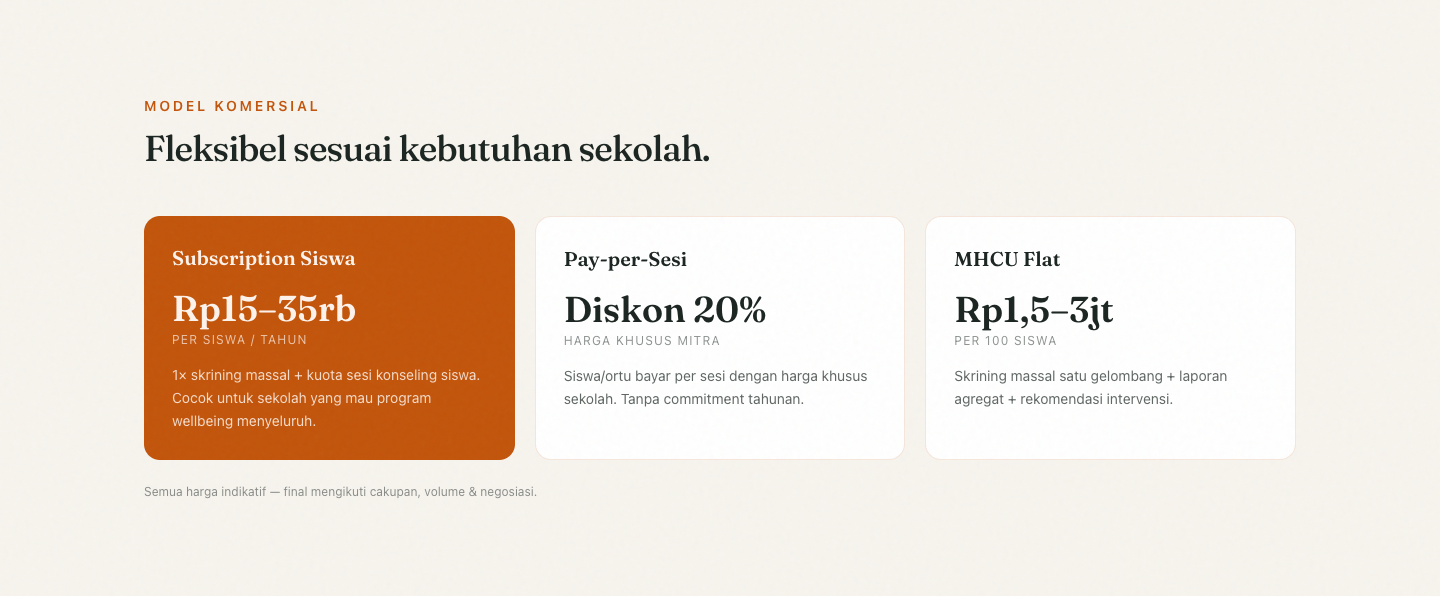 MODEL KOMERSIAL
Fleksibel sesuai kebutuhan sekolah.
Subscription Siswa
Rp15–35rb
PER SISWA / TAHUN
1× skrining massal + kuota sesi konseling siswa.
Cocok untuk sekolah yang mau program
wellbeing menyeluruh.
Pay-per-Sesi
Diskon 20%
HARGA KHUSUS MITRA
Siswa/ortu bayar per sesi dengan harga khusus
sekolah. Tanpa commitment tahunan.
MHCU Flat
Rp1,5–3jt
PER 100 SISWA
Skrining massal satu gelombang + laporan
agregat + rekomendasi intervensi.
Semua harga indikatif — final mengikuti cakupan, volume & negosiasi.